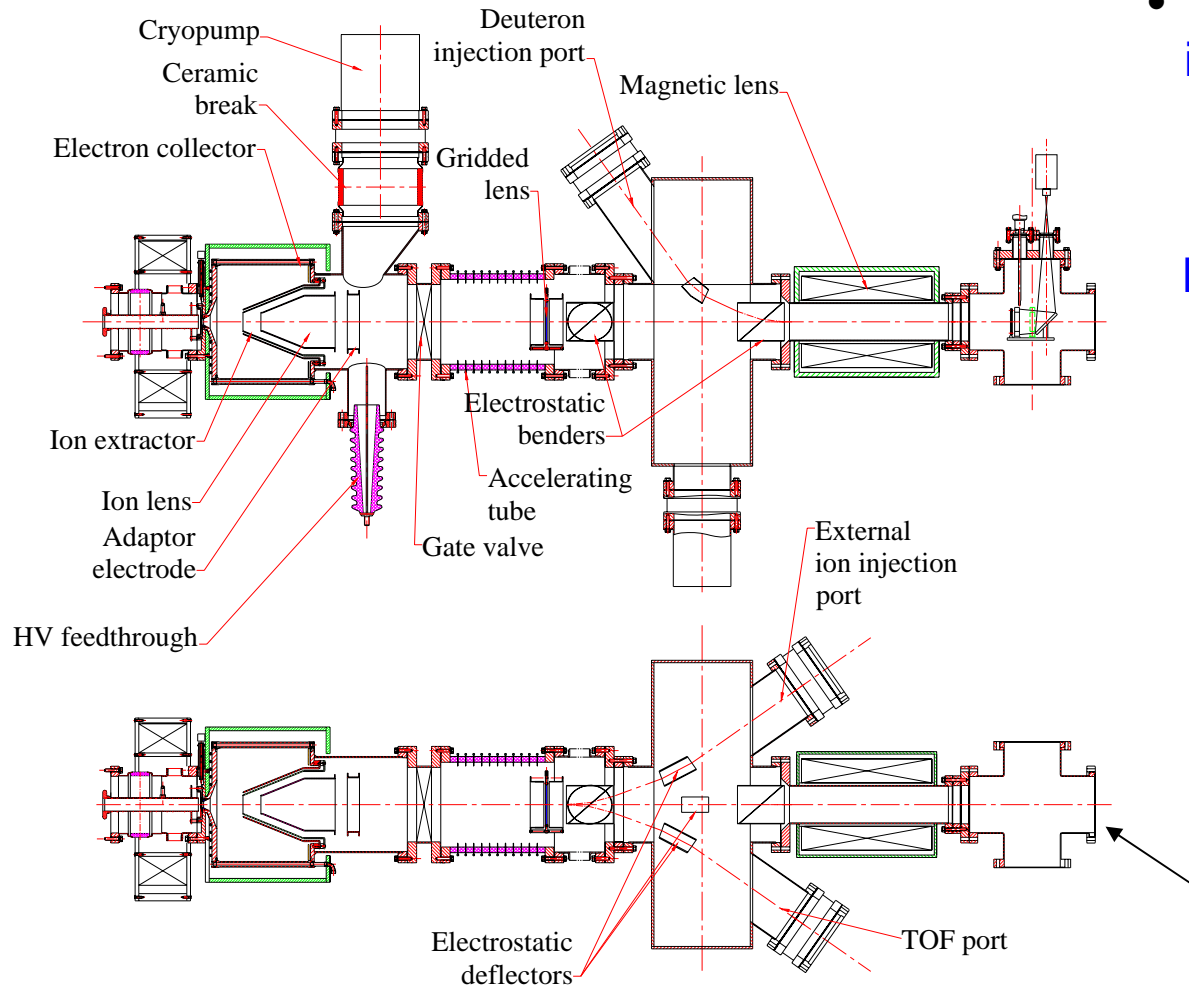 Cryopump
Ceramic
break
Electron collector
Deuteron
injection port
Magnetic lens
Gridded
lens
Ion extractor
Ion lens
Adaptor
electrode
HV feedthrough
Gate valve
Accelerating
tube
Electrostatic
benders
External
ion injection
port
Electrostatic
deflectors
TOF port